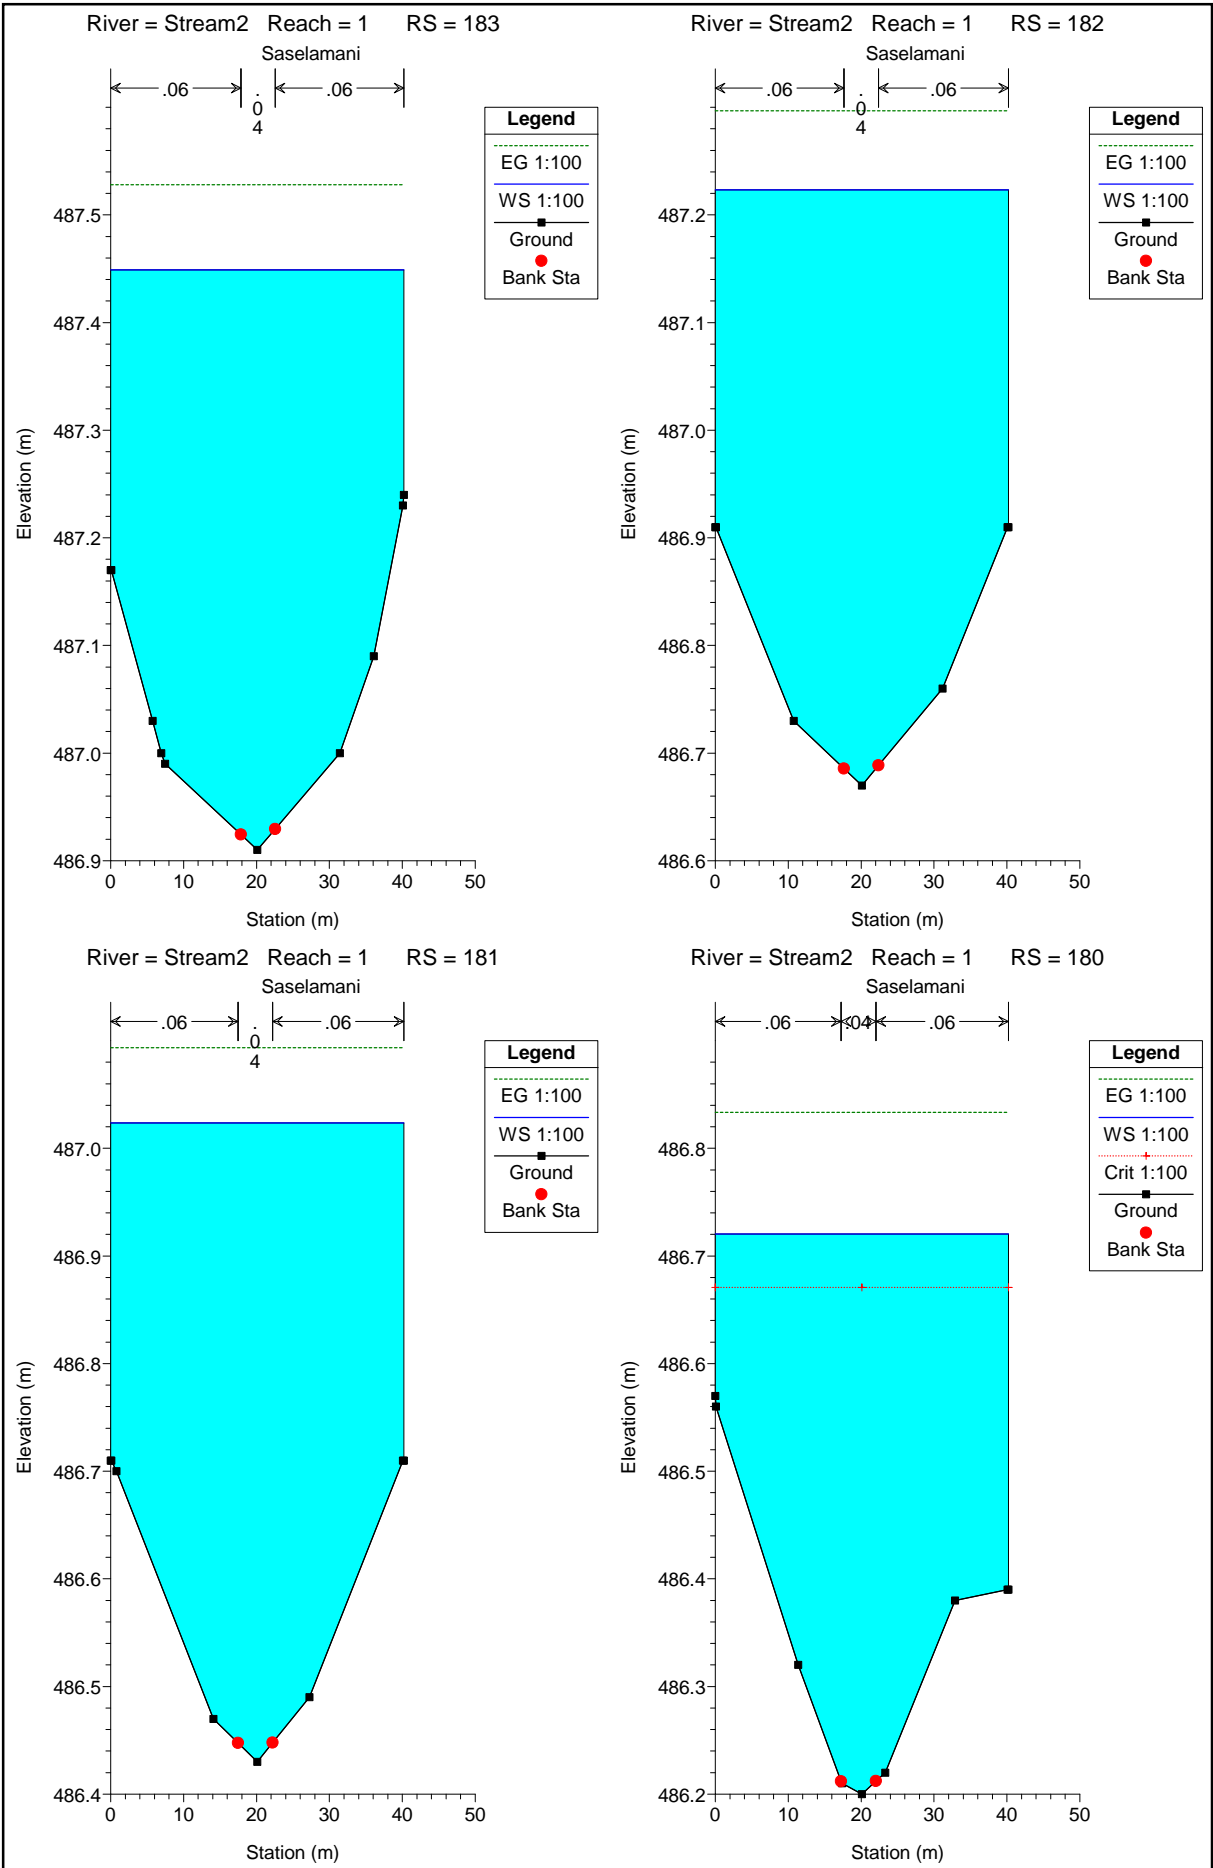 River = Stream2 Reach = 1 RS = 183
Saselamani
.06 .04 .06
Legend
EG 1:100
WS 1:100
Ground
Bank Sta
487.5
487.4
487.3
487.2
487.1
487.0
486.9
Elevation (m)
0 10 20 30 40 50
Station (m)
River = Stream2 Reach = 1 RS = 182
Saselamani
.06 .04 .06
Legend
EG 1:100
WS 1:100
Ground
Bank Sta
487.2
487.1
487.0
486.9
486.8
486.7
486.6
Elevation (m)
0 10 20 30 40 50
Station (m)
River = Stream2 Reach = 1 RS = 181
Saselamani
.06 .04 .06
Legend
EG 1:100
WS 1:100
Ground
Bank Sta
487.0
486.9
486.8
486.7
486.6
486.5
486.4
Elevation (m)
0 10 20 30 40 50
Station (m)
River = Stream2 Reach = 1 RS = 180
Saselamani
.06 .04 .06
Legend
EG 1:100
WS 1:100
Crit 1:100
Ground
Bank Sta
486.8
486.7
486.6
486.5
486.4
486.3
486.2
Elevation (m)
0 10 20 30 40 50
Station (m)